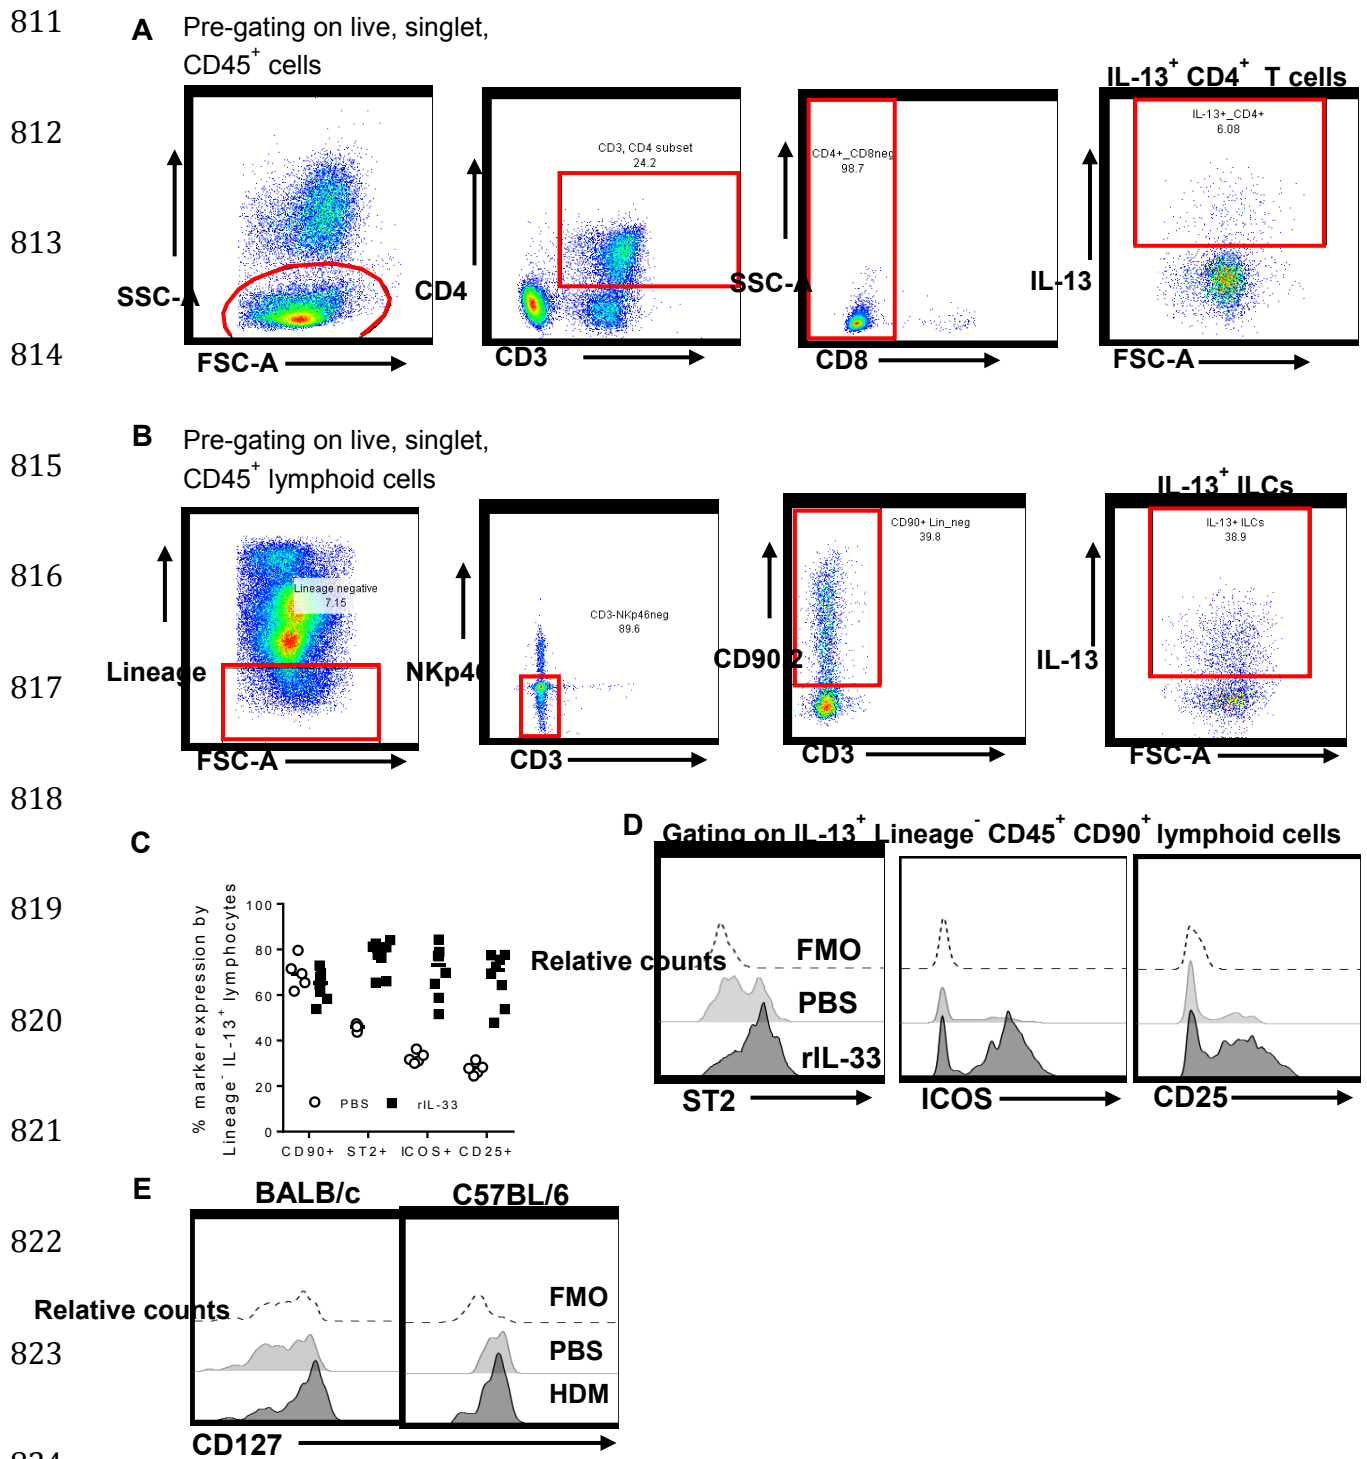 811
A Pre-gating on live, singlet,
CD45+ cells
IL-13+ CD4+ T cells
812
CD3, CD4 subset
24.2
CD4+_CD8neg
98.7
IL-13+_CD4+
6.08
813
SSC-A
CD4
SSC-A
IL-13
814
FSC-A
CD3
CD8
FSC-A
B Pre-gating on live, singlet,
815
CD45+ lymphoid cells
IL-13+ ILCs
816
Lineage negative
7.15
CD3-NKp46neg
89.6
CD90+ Lin_neg
39.8
IL-13+ ILCs
38.9
817
Lineage
NKp46
CD90.2
IL-13
FSC-A
CD3
CD3
FSC-A
818
C
% marker expression by
Lineage- IL-13+ lymphocytes
100
80
60
40
20
0
PBS rIL-33
CD90+ ST2+ ICOS+ CD25+
D Gating on IL-13+ Lineage- CD45+ CD90+ lymphoid cells
819
Relative counts
FMO
820
PBS
rIL-33
ST2
ICOS
CD25
821
E BALB/c C57BL/6
822
Relative counts
FMO
823
PBS
HDM
CD127
824